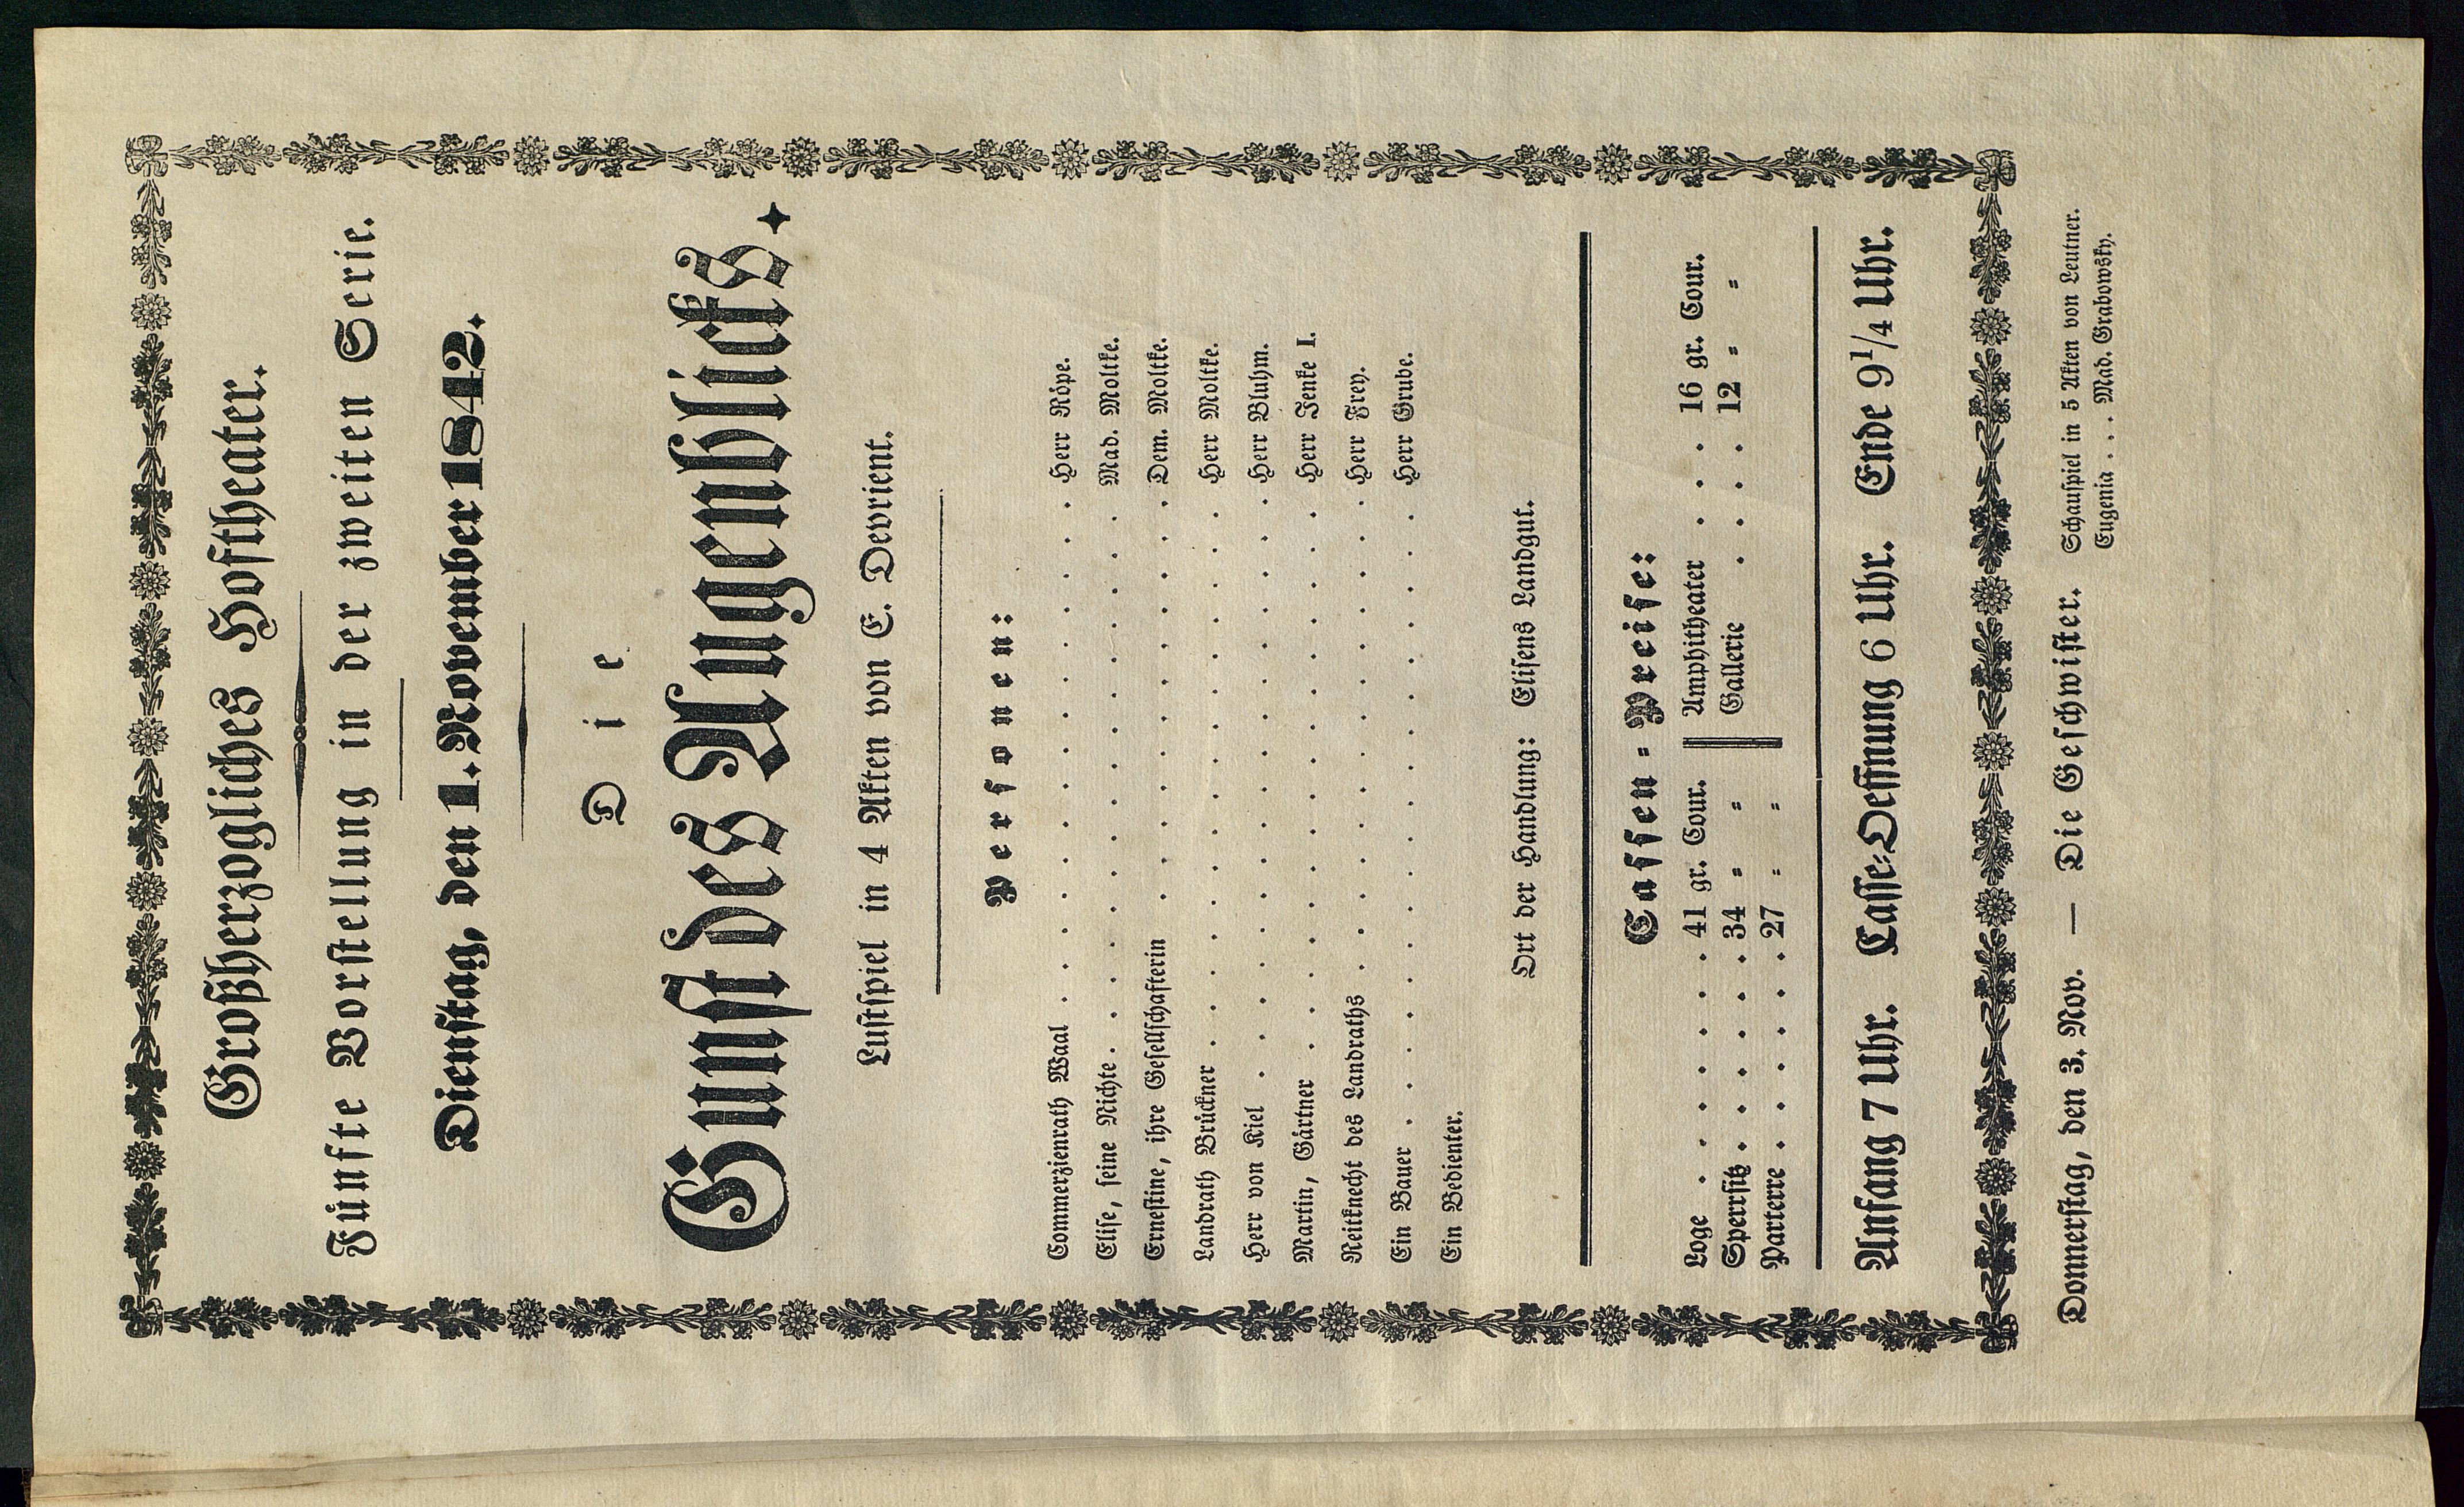 Großherzogliches Hoftheater.
Fünfte Vorstellung in der zweiten Serie.
Dienstag, den 1. November 1842.
Die
Gunst des Augenblicks.
Lustspiel in 4 Akten von E. Devrient.
Personen:
Commerzienrath Waal . . . . . . . . . Herr Röpe.
Elise, seine Nichte . . . . . . . . . Mad. Moltke.
Ernestine, ihre Gesellschafterin . . . . . . . Dem. Moltke.
Landrath Brückner . . . . . . . . . Herr Moltke.
Herr von Kiel . . . . . . . . . . Herr Bluhm.
Martin, Gärtner . . . . . . . . . Herr Jenke I.
Reitknecht des Landraths . . . . . . . . Herr Frey.
Ein Bauer . . . . . . . . . . Herr Grube.
Ein Bedienter.
Ort der Handlung: Elisens Landgut.
Cassen-Preise:
Loge . . . . . . . 41 gr. Cour. Amphitheater . . . 16 gr. Cour.
Sperrsitz . . . . . . 34 = = Gallerie . . . . 12 = =
Parterre . . . . . . 27 = =
Anfang 7 Uhr. Casse-Oeffnung 6 Uhr. Ende 9 1/4 Uhr.
Donnerstag, den 3. Nov. — Die Geschwister. Schauspiel in 5 Akten von Leutner.
Eugenia . . . Mad. Grabowsky.